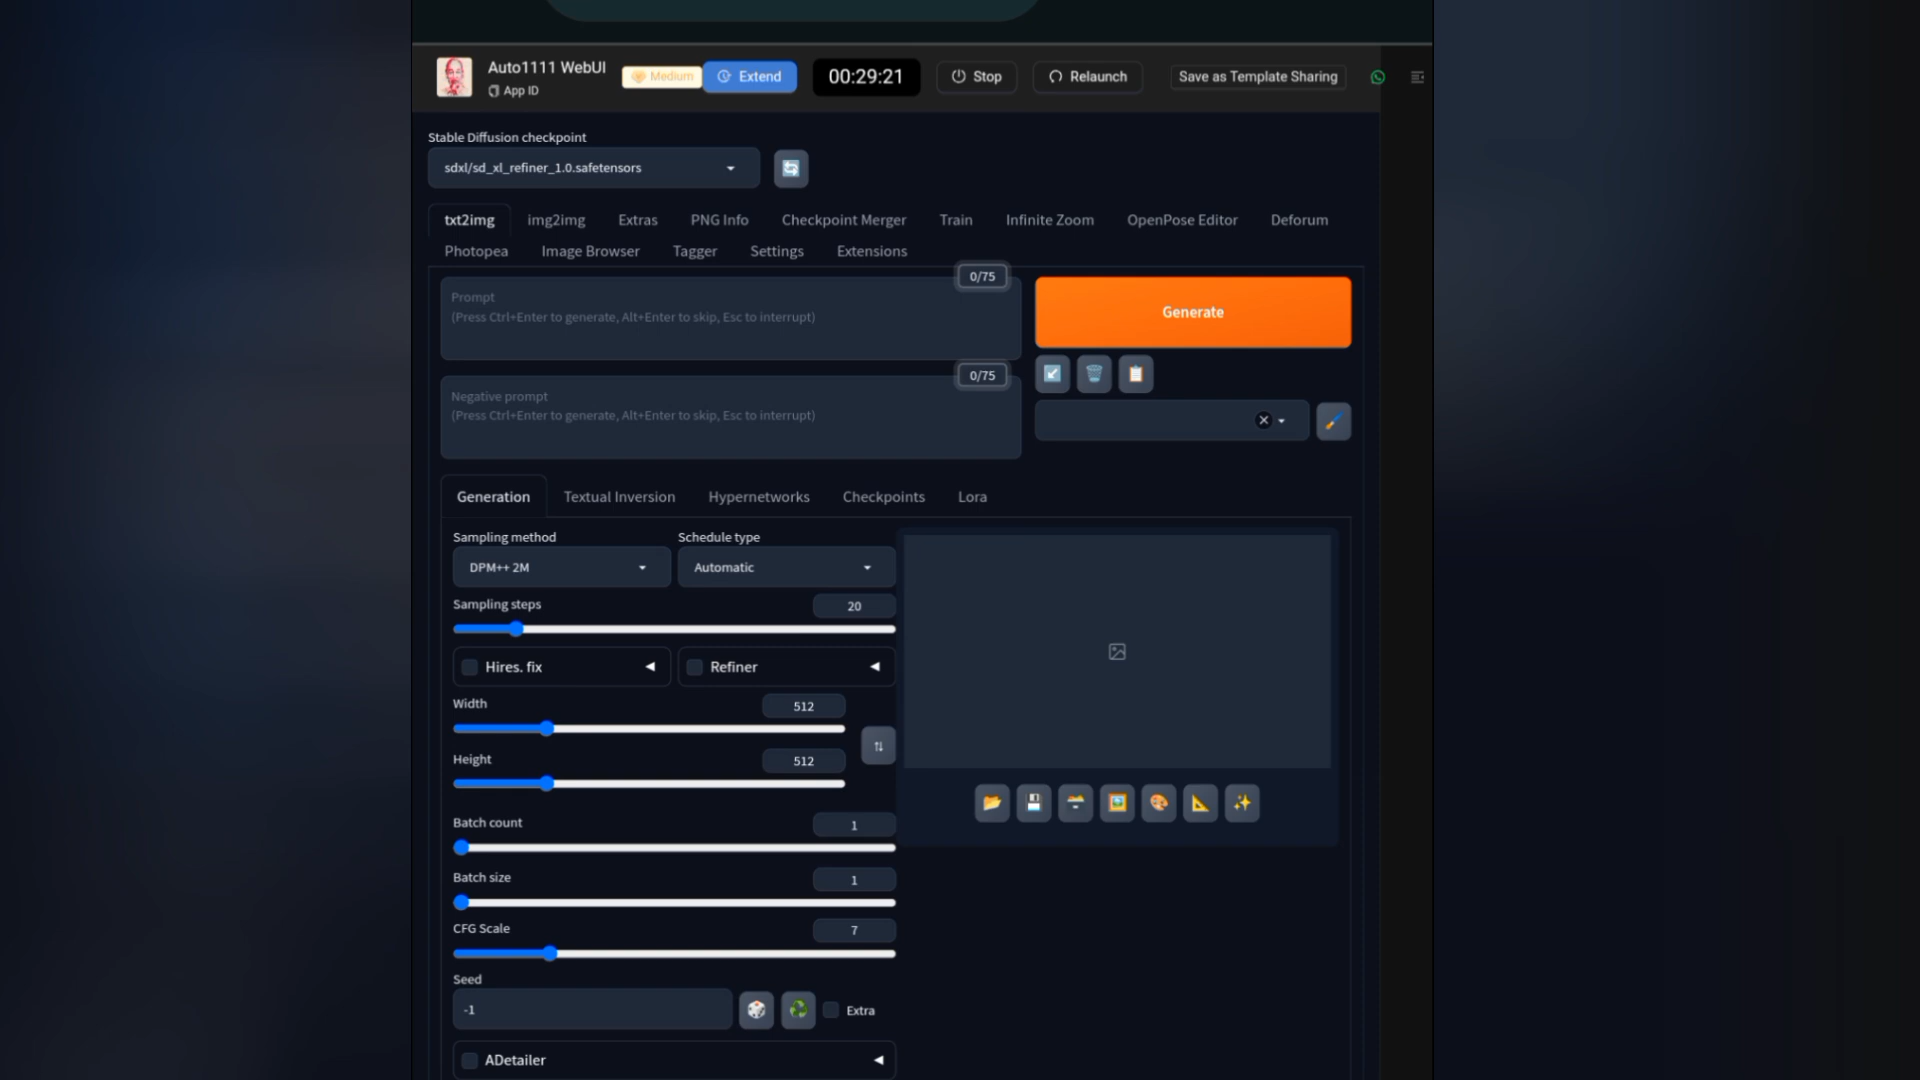 Auto1111 WebUI
App ID
Medium
Extend
00:29:21
Stop
Relaunch
Save as Template Sharing
Stable Diffusion checkpoint
sdxl/sd_xl_refiner_1.0.safetensors
txt2img img2img Extras PNG Info Checkpoint Merger Train Infinite Zoom OpenPose Editor Deforum
Photopea Image Browser Tagger Settings Extensions
0/75
Prompt
(Press Ctrl+Enter to generate, Alt+Enter to skip, Esc to interrupt)
Generate
0/75
Negative prompt
(Press Ctrl+Enter to generate, Alt+Enter to skip, Esc to interrupt)
Generation Textual Inversion Hypernetworks Checkpoints Lora
Sampling method Schedule type
DPM++ 2M Automatic
Sampling steps 20
Hires. fix Refiner
Width 512
Height 512
Batch count 1
Batch size 1
CFG Scale 7
Seed
-1 Extra
ADetailer